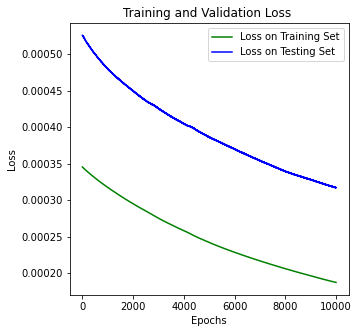 Training and Validation Loss
Loss on Training Set
Loss on Testing Set
0.00050
0.00045
0.00040
0.00035
0.00030
0.00025
0.00020
Loss
0 2000 4000 6000 8000 10000
Epochs